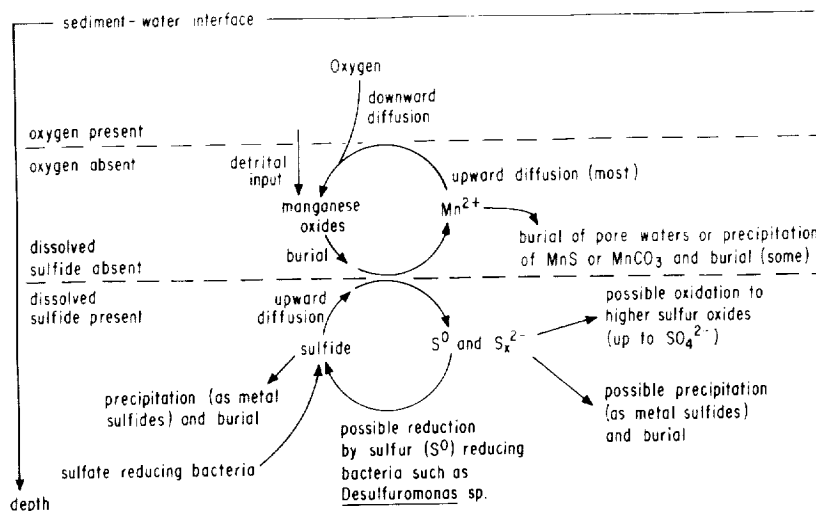 sediment-water interface
Oxygen
downward
diffusion
oxygen present
oxygen absent
detrital
input
upward diffusion (most)
manganese
oxides
Mn²⁺
burial
burial of pore waters or precipitation
of MnS or MnCO₃ and burial (some)
dissolved
sulfide absent
dissolved
sulfide present
upward
diffusion
possible oxidation to
higher sulfur oxides
(up to SO₄²⁻)
sulfide
S⁰ and Sₓ²⁻
precipitation (as metal
sulfides) and burial
possible precipitation
(as metal sulfides)
and burial
possible reduction
by sulfur (S⁰) reducing
bacteria such as
Desulfuromonas sp.
sulfate reducing bacteria
depth